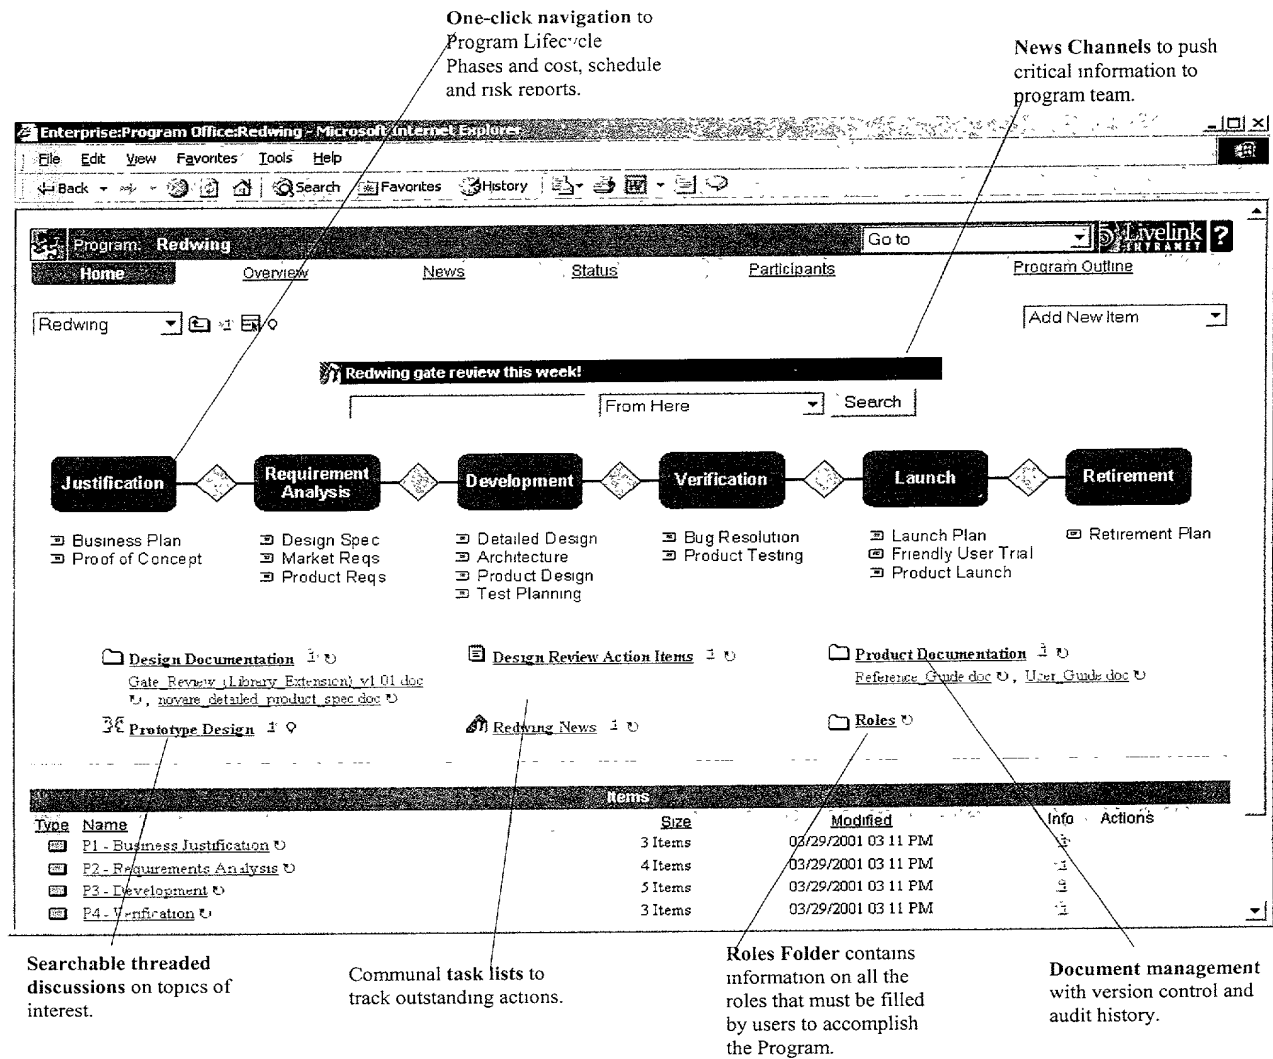 One-click navigation to
Program Lifecycle
Phases and cost, schedule
and risk reports.
News Channels to push
critical information to
program team.
Enterprise:Program Office:Redwing - Microsoft Internet Explorer
File Edit View Favorites Tools Help
Back Search Favorites History
Program: Redwing Go to Livelink INTRANET ?
Home Overview News Status Participants Program Outline
Redwing Add New Item
Redwing gate review this week!
From Here Search
Justification Requirement Analysis Development Verification Launch Retirement
Business Plan Design Spec Detailed Design Bug Resolution Launch Plan Retirement Plan
Proof of Concept Market Reqs Architecture Product Testing Friendly User Trial
Product Reqs Product Design Product Launch
Test Planning
Design Documentation Design Review Action Items Product Documentation
Gate_Review_(Library_Extension)_v1 01 doc Reference_Guide doc , User_Guide doc
, novare_detailed_product_spec doc
Prototype Design Redwing News Roles
Items
Type Name Size Modified Info Actions
P1 - Business Justification 3 Items 03/29/2001 03 11 PM
P2 - Requirements Analysis 4 Items 03/29/2001 03 11 PM
P3 - Development 5 Items 03/29/2001 03 11 PM
P4 - Verification 3 Items 03/29/2001 03 11 PM
Searchable threaded
discussions on topics of
interest.
Communal task lists to
track outstanding actions.
Roles Folder contains
information on all the
roles that must be filled
by users to accomplish
the Program.
Document management
with version control and
audit history.